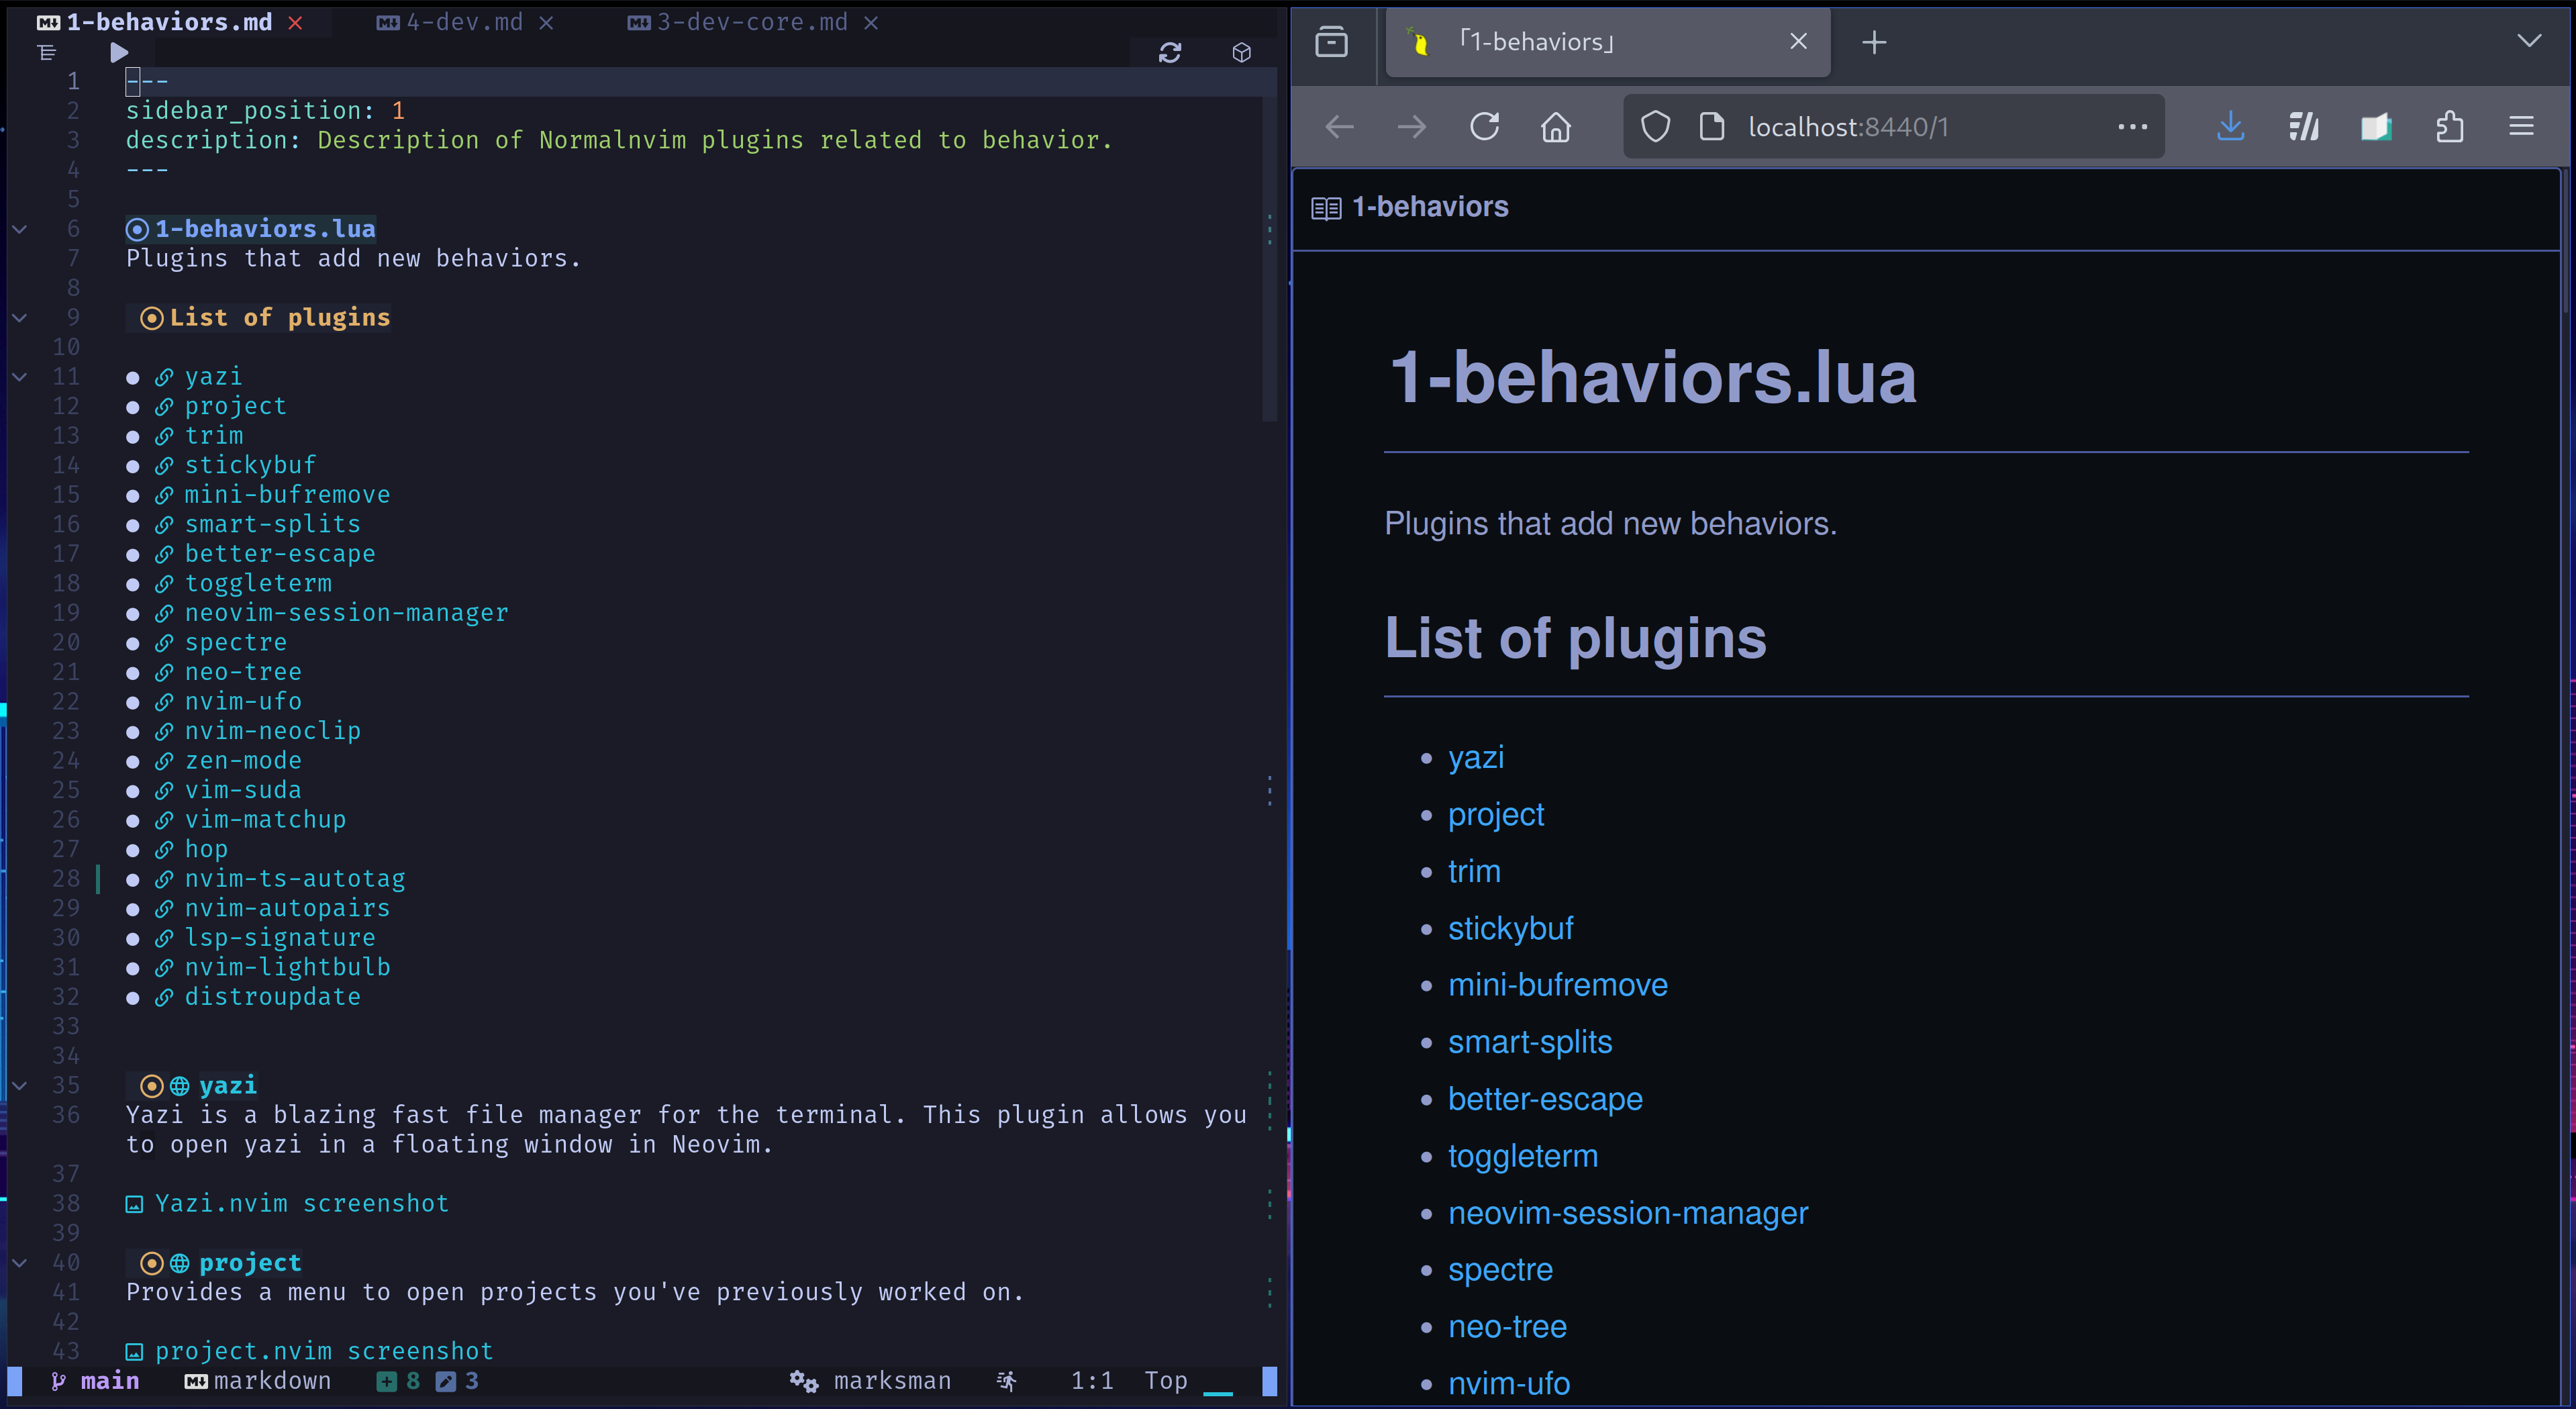 1-behaviors.md
4-dev.md
3-dev-core.md
1 ---
2 sidebar_position: 1
3 description: Description of Normalnvim plugins related to behavior.
4 ---
5
6 1-behaviors.lua
7 Plugins that add new behaviors.
8
9 List of plugins
10
11 yazi
12 project
13 trim
14 stickybuf
15 mini-bufremove
16 smart-splits
17 better-escape
18 toggleterm
19 neovim-session-manager
20 spectre
21 neo-tree
22 nvim-ufo
23 nvim-neoclip
24 zen-mode
25 vim-suda
26 vim-matchup
27 hop
28 nvim-ts-autotag
29 nvim-autopairs
30 lsp-signature
31 nvim-lightbulb
32 distroupdate
33
34
35 yazi
36 Yazi is a blazing fast file manager for the terminal. This plugin allows you
to open yazi in a floating window in Neovim.
37
38 Yazi.nvim screenshot
39
40 project
41 Provides a menu to open projects you've previously worked on.
42
43 project.nvim screenshot
main markdown 8 3 marksman 1:1 Top
「1-behaviors」
localhost:8440/1
1-behaviors
1-behaviors.lua
Plugins that add new behaviors.
List of plugins
• yazi
• project
• trim
• stickybuf
• mini-bufremove
• smart-splits
• better-escape
• toggleterm
• neovim-session-manager
• spectre
• neo-tree
• nvim-ufo